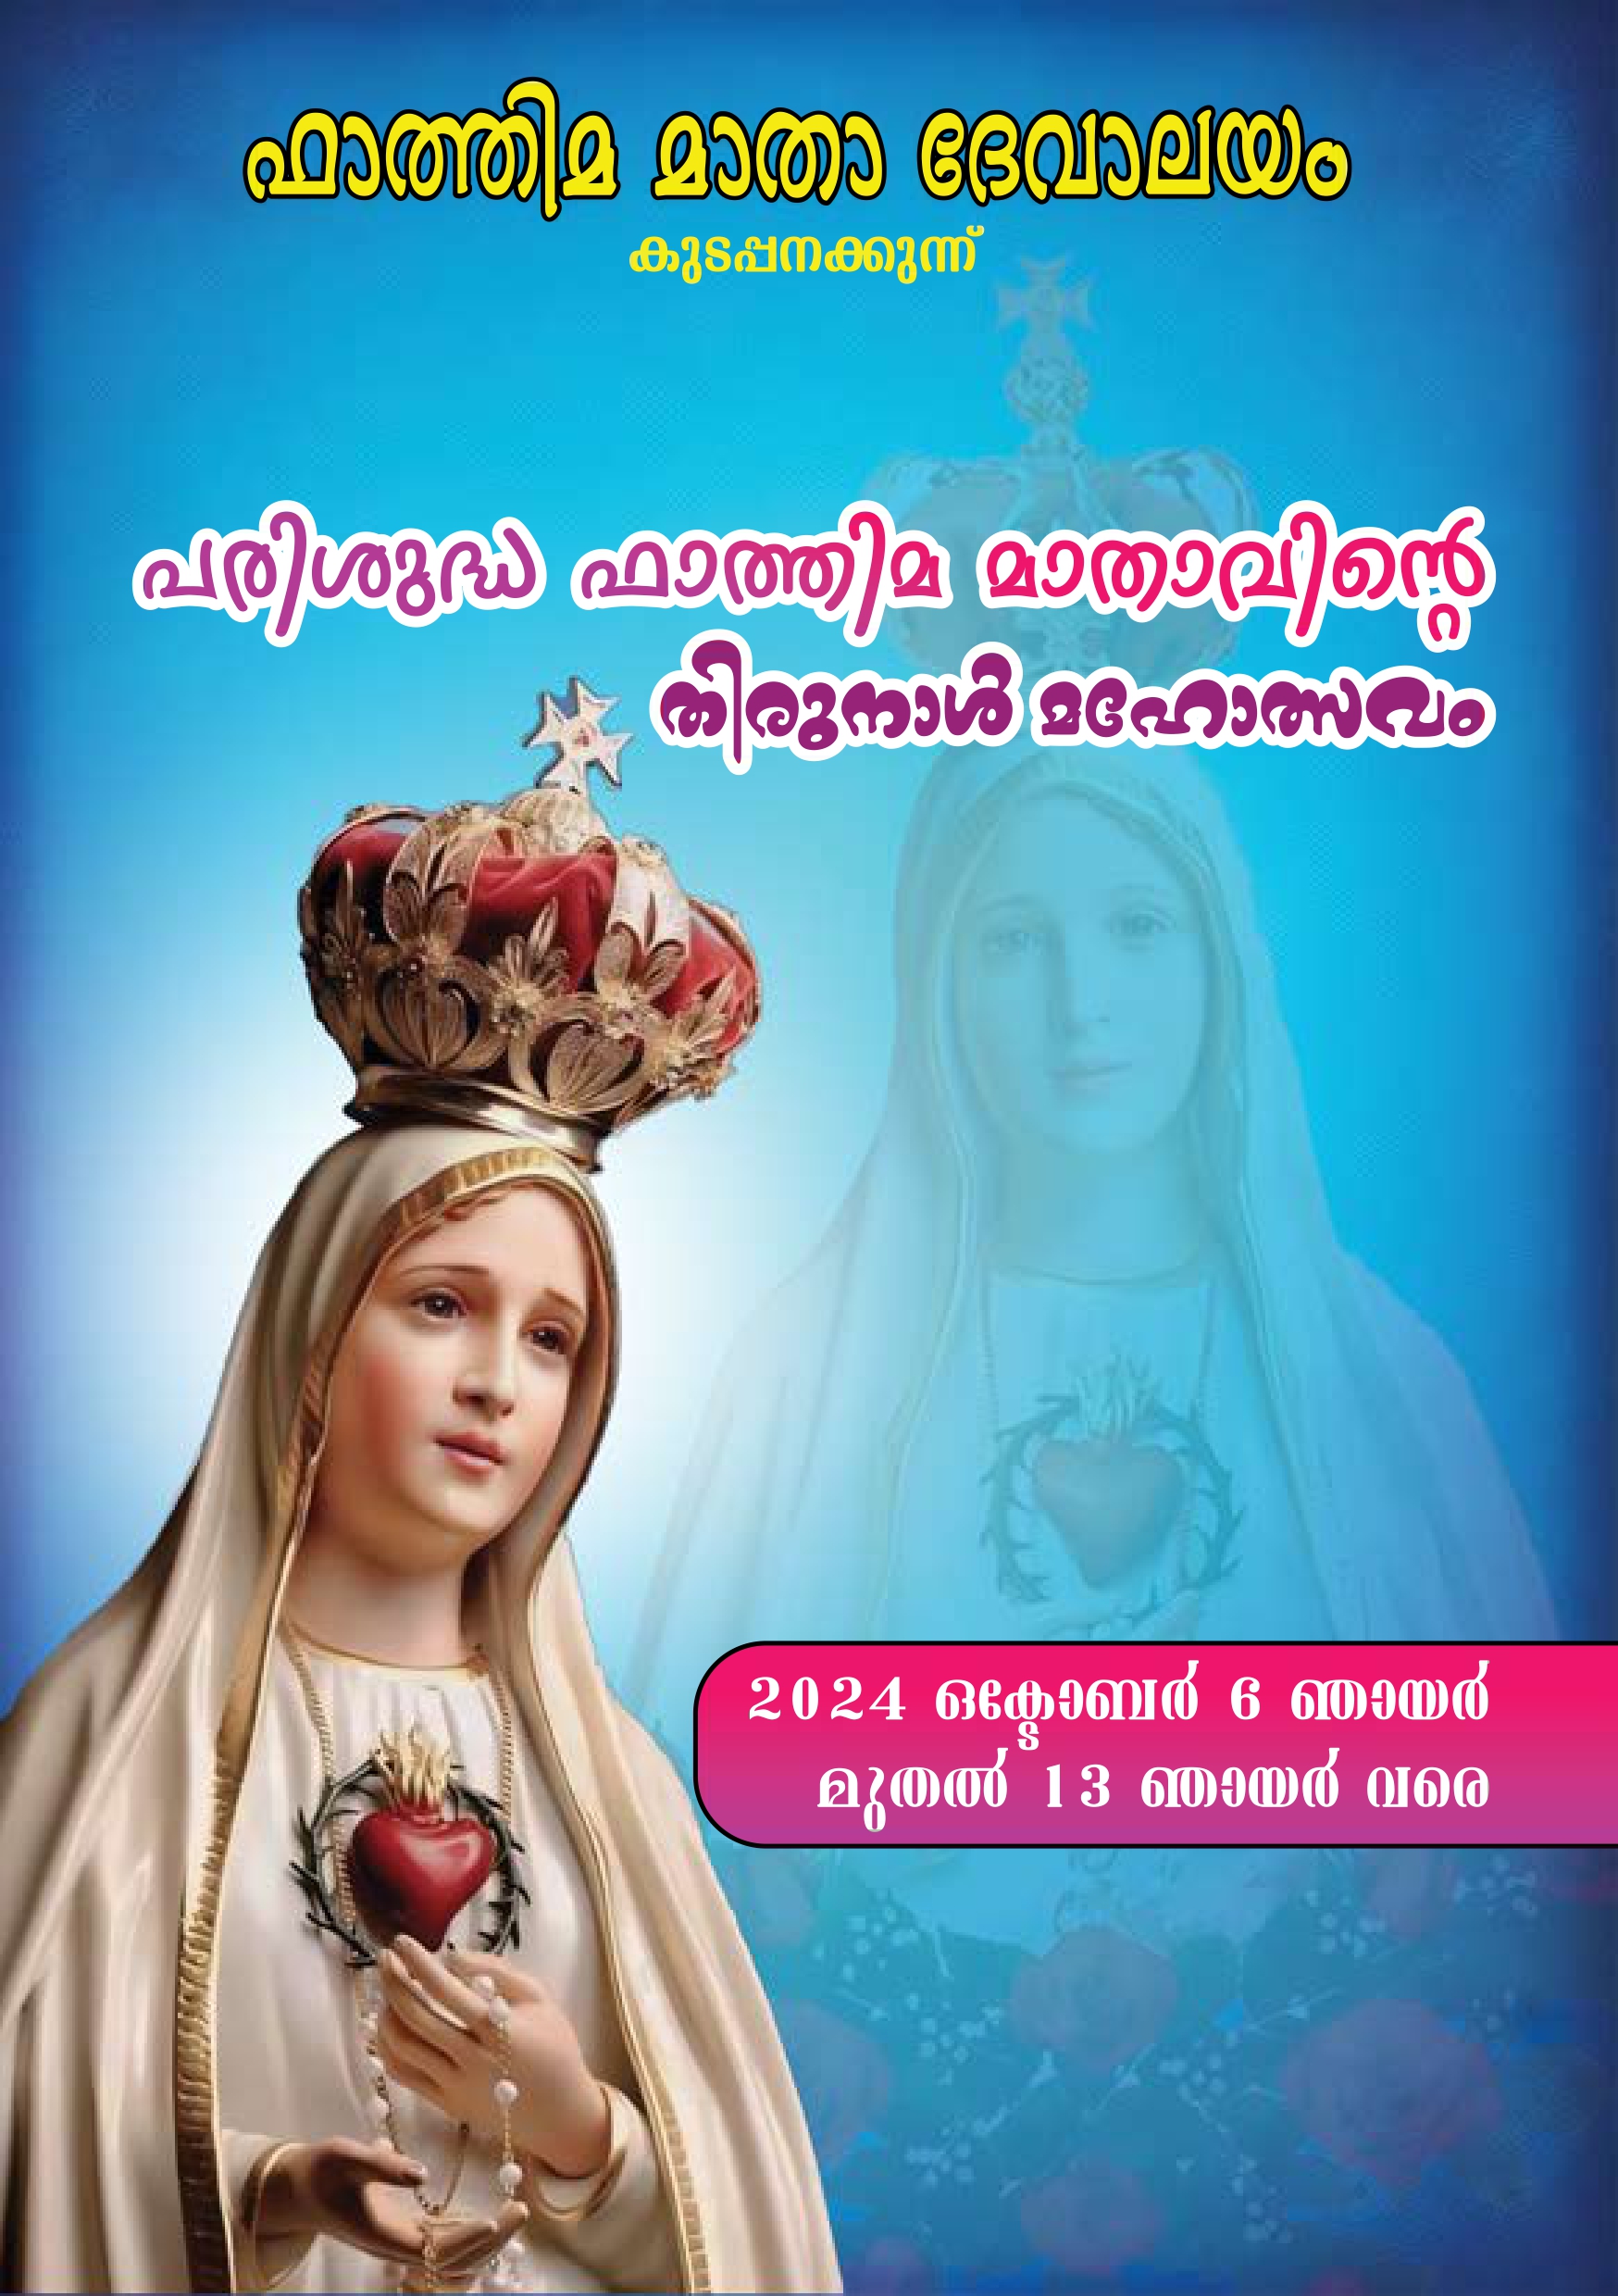 ഫാത്തിമ മാതാ ദേവാലയം
കുടപ്പനക്കുന്ന്
പരിശുദ്ധ ഫാത്തിമ മാതാവിന്റെ
തിരുനാൾ മഹോത്സവം
2024 ഒക്ടോബർ 6 ഞായർ
മുതൽ 13 ഞായർ വരെ